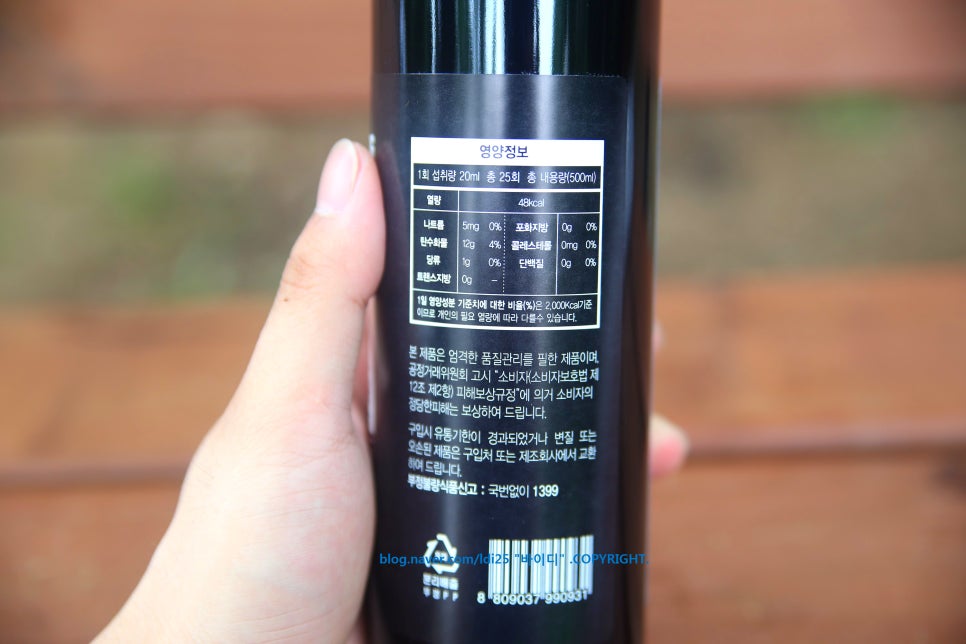 영양정보
1회 섭취량 20ml 총 25회 총 내용량(500ml)
열량 48kcal
나트륨 5mg 0% 포화지방 0g 0%
탄수화물 12g 4% 콜레스테롤 0mg 0%
당류 1g 0% 단백질 0g 0%
트랜스지방 0g –
1일 영양성분 기준치에 대한 비율(%)은 2,000Kcal기준
이므로 개인의 필요 열량에 따라 다를수 있습니다.
본 제품은 엄격한 품질관리를 필한 제품이며,
공정거래위원회 고시 "소비자(소비자보호법 제
12조 제2항) 피해보상규정"에 의거 소비자의
정당한피해는 보상하여 드립니다.
구입시 유통기한이 경과되었거나 변질 또는
오손된 제품은 구입처 또는 제조회사에서 교환
하여 드립니다.
부정불량식품신고 : 국번없이 1399
blog.naver.com/ldi25 "바이디" .COPYRIGHT.
분리배출
8 809037 990931